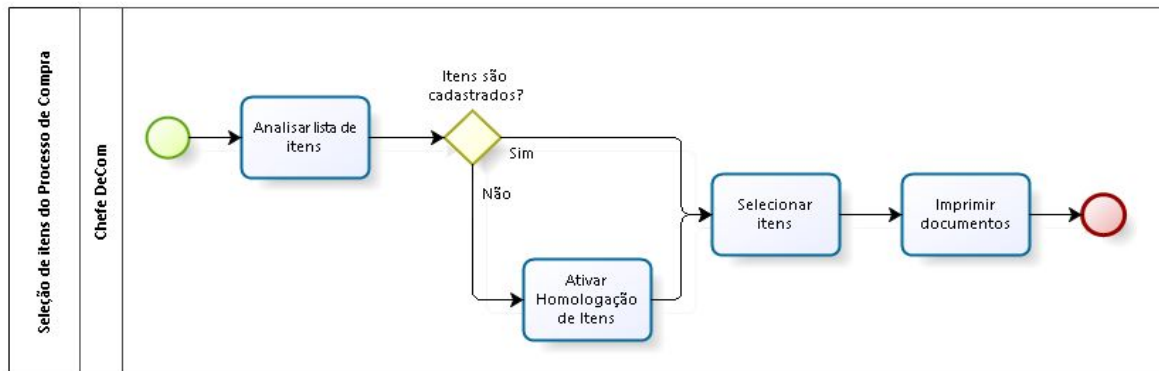 Seleção de itens do Processo de Compra
Chefe DeCom
Analisar lista de
itens
Itens são
cadastrados?
Sim
Não
Ativar
Homologação
de Itens
Selecionar
itens
Imprimir
documentos